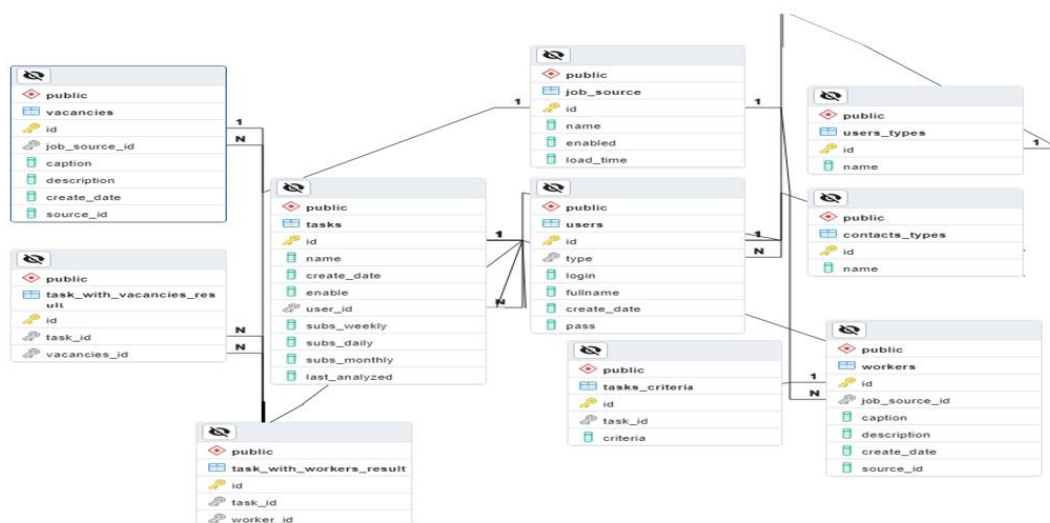 public
vacancies
id
job_source_id
caption
description
create_date
source_id
1
N
public
task_with_vacancies_res
ult
id
task_id
vacancies_id
N
N
public
tasks
id
name
create_date
enable
user_id
subs_weekly
subs_daily
subs_monthly
last_analyzed
1
N
public
task_with_workers_result
id
task_id
worker_id
1
public
job_source
id
name
enabled
load_time
1
public
users
id
type
login
fullname
create_date
pass
1
N
public
tasks_criteria
id
task_id
criteria
public
users_types
id
name
1
public
contacts_types
id
name
public
workers
id
job_source_id
caption
description
create_date
source_id
1
N